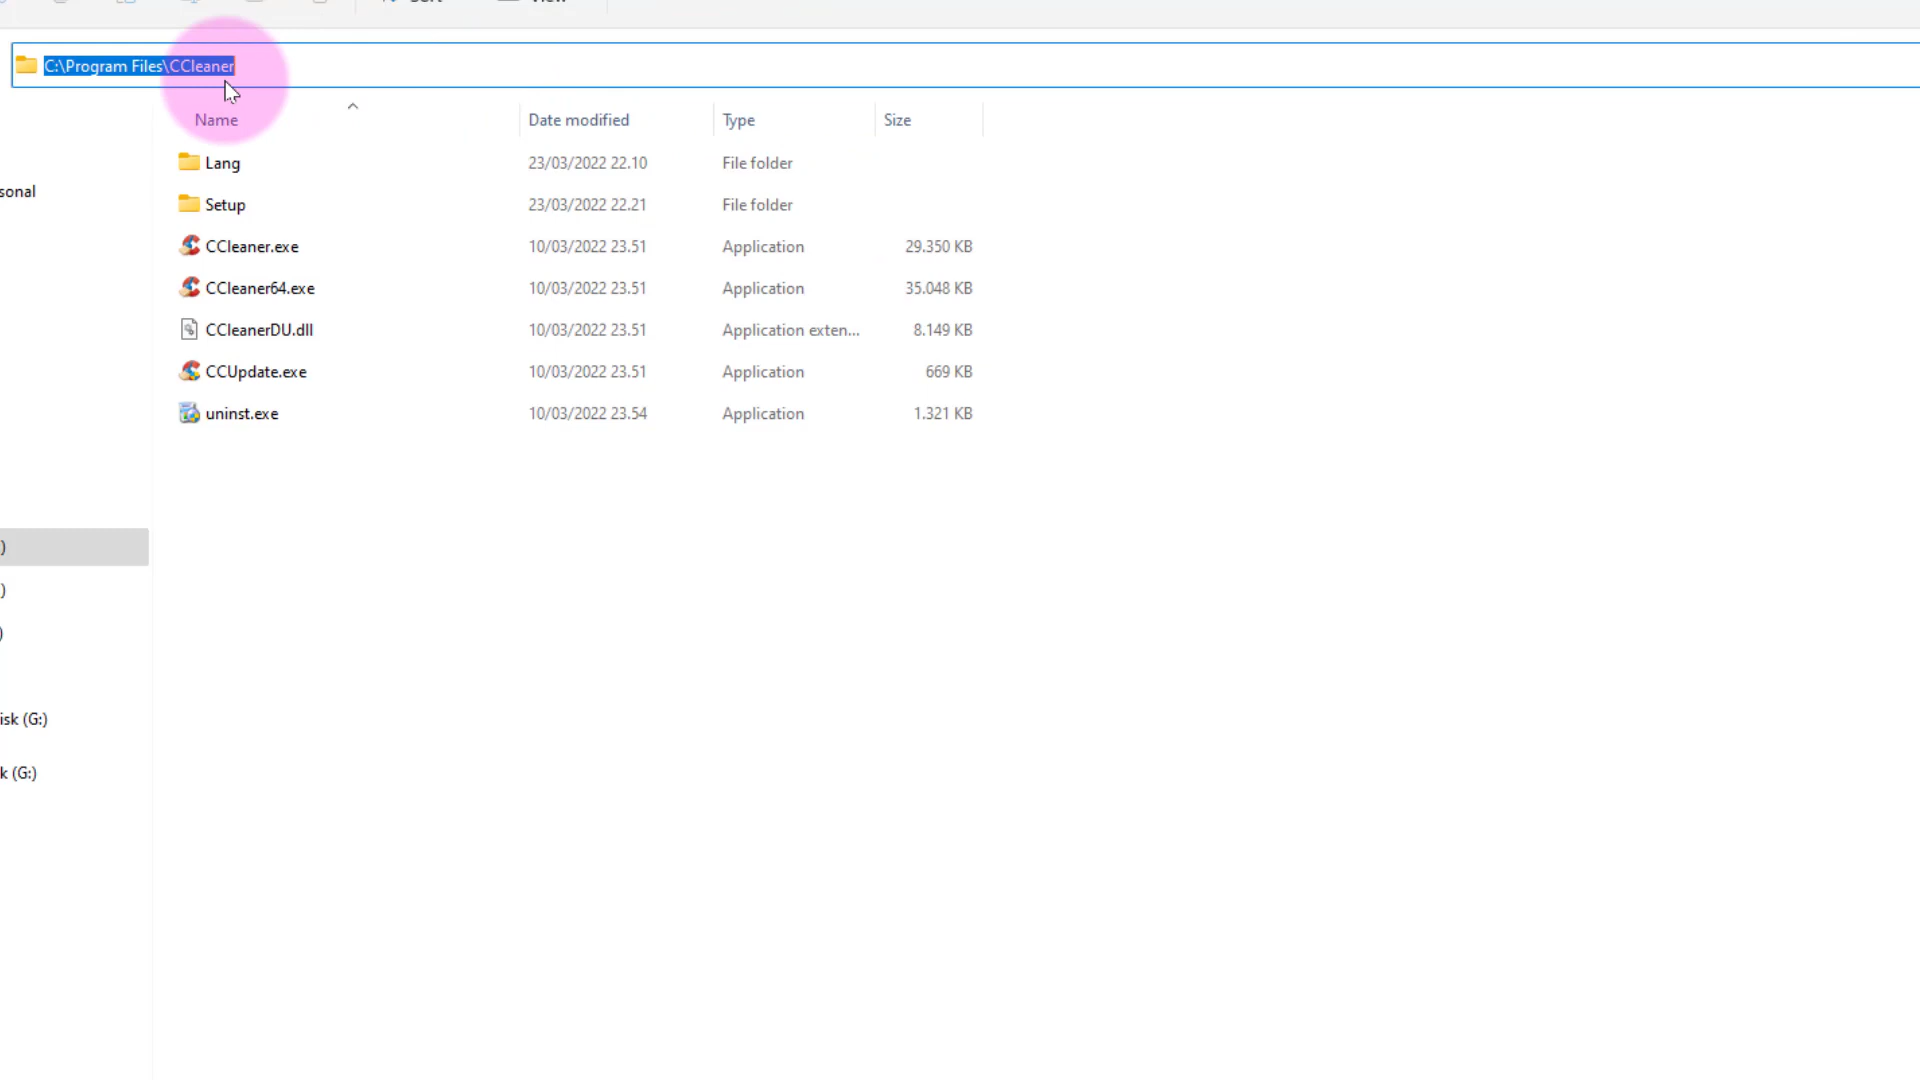 Sort
View
C:\Program Files\CCleaner
Name Date modified Type Size
Lang 23/03/2022 22.10 File folder
sonal
Setup 23/03/2022 22.21 File folder
CCleaner.exe 10/03/2022 23.51 Application 29.350 KB
CCleaner64.exe 10/03/2022 23.51 Application 35.048 KB
CCleanerDU.dll 10/03/2022 23.51 Application exten... 8.149 KB
CCUpdate.exe 10/03/2022 23.51 Application 669 KB
uninst.exe 10/03/2022 23.54 Application 1.321 KB
)
)
)
isk (G:)
k (G:)